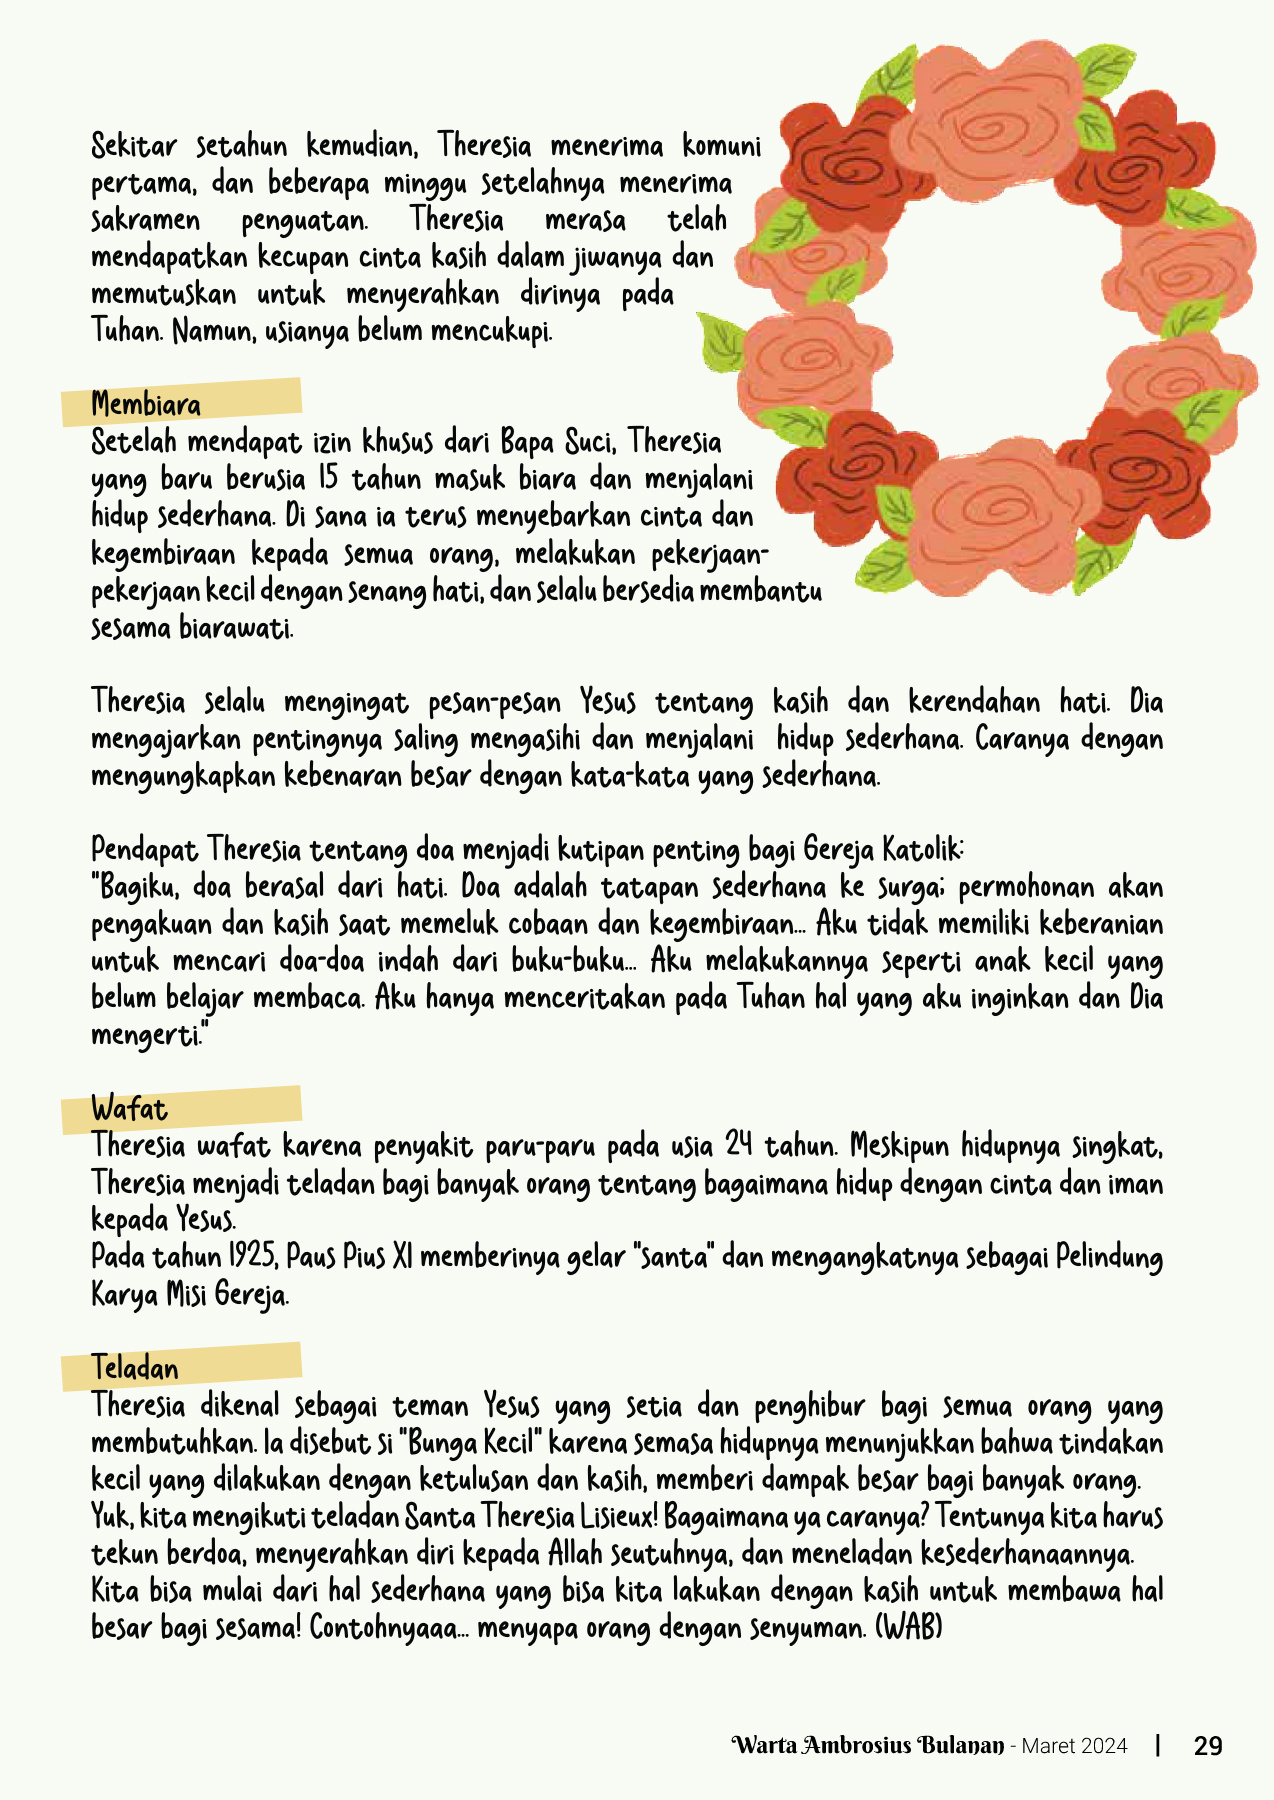 Sekitar setahun kemudian, Theresia menerima komuni
pertama, dan beberapa minggu setelahnya menerima
sakramen penguatan. Theresia merasa telah
mendapatkan kecupan cinta kasih dalam jiwanya dan
memutuskan untuk menyerahkan dirinya pada
Tuhan. Namun, usianya belum mencukupi.
Membiara
Setelah mendapat izin khusus dari Bapa Suci, Theresia
yang baru berusia 15 tahun masuk biara dan menjalani
hidup sederhana. Di sana ia terus menyebarkan cinta dan
kegembiraan kepada semua orang, melakukan pekerjaan-
pekerjaan kecil dengan senang hati, dan selalu bersedia membantu
sesama biarawati.
Theresia selalu mengingat pesan-pesan Yesus tentang kasih dan kerendahan hati. Dia
mengajarkan pentingnya saling mengasihi dan menjalani hidup sederhana. Caranya dengan
mengungkapkan kebenaran besar dengan kata-kata yang sederhana.
Pendapat Theresia tentang doa menjadi kutipan penting bagi Gereja Katolik:
"Bagiku, doa berasal dari hati. Doa adalah tatapan sederhana ke surga; permohonan akan
pengakuan dan kasih saat memeluk cobaan dan kegembiraan... Aku tidak memiliki keberanian
untuk mencari doa-doa indah dari buku-buku... Aku melakukannya seperti anak kecil yang
belum belajar membaca. Aku hanya menceritakan pada Tuhan hal yang aku inginkan dan Dia
mengerti."
Wafat
Theresia wafat karena penyakit paru-paru pada usia 24 tahun. Meskipun hidupnya singkat,
Theresia menjadi teladan bagi banyak orang tentang bagaimana hidup dengan cinta dan iman
kepada Yesus.
Pada tahun 1925, Paus Pius XI memberinya gelar "santa" dan mengangkatnya sebagai Pelindung
Karya Misi Gereja.
Teladan
Theresia dikenal sebagai teman Yesus yang setia dan penghibur bagi semua orang yang
membutuhkan. Ia disebut si "Bunga Kecil" karena semasa hidupnya menunjukkan bahwa tindakan
kecil yang dilakukan dengan ketulusan dan kasih, memberi dampak besar bagi banyak orang.
Yuk, kita mengikuti teladan Santa Theresia Lisieux! Bagaimana ya caranya? Tentunya kita harus
tekun berdoa, menyerahkan diri kepada Allah seutuhnya, dan meneladan kesederhanaannya.
Kita bisa mulai dari hal sederhana yang bisa kita lakukan dengan kasih untuk membawa hal
besar bagi sesama! Contohnyaaa... menyapa orang dengan senyuman. (WAB)
Warta Ambrosius Bulanan - Maret 2024 | 29